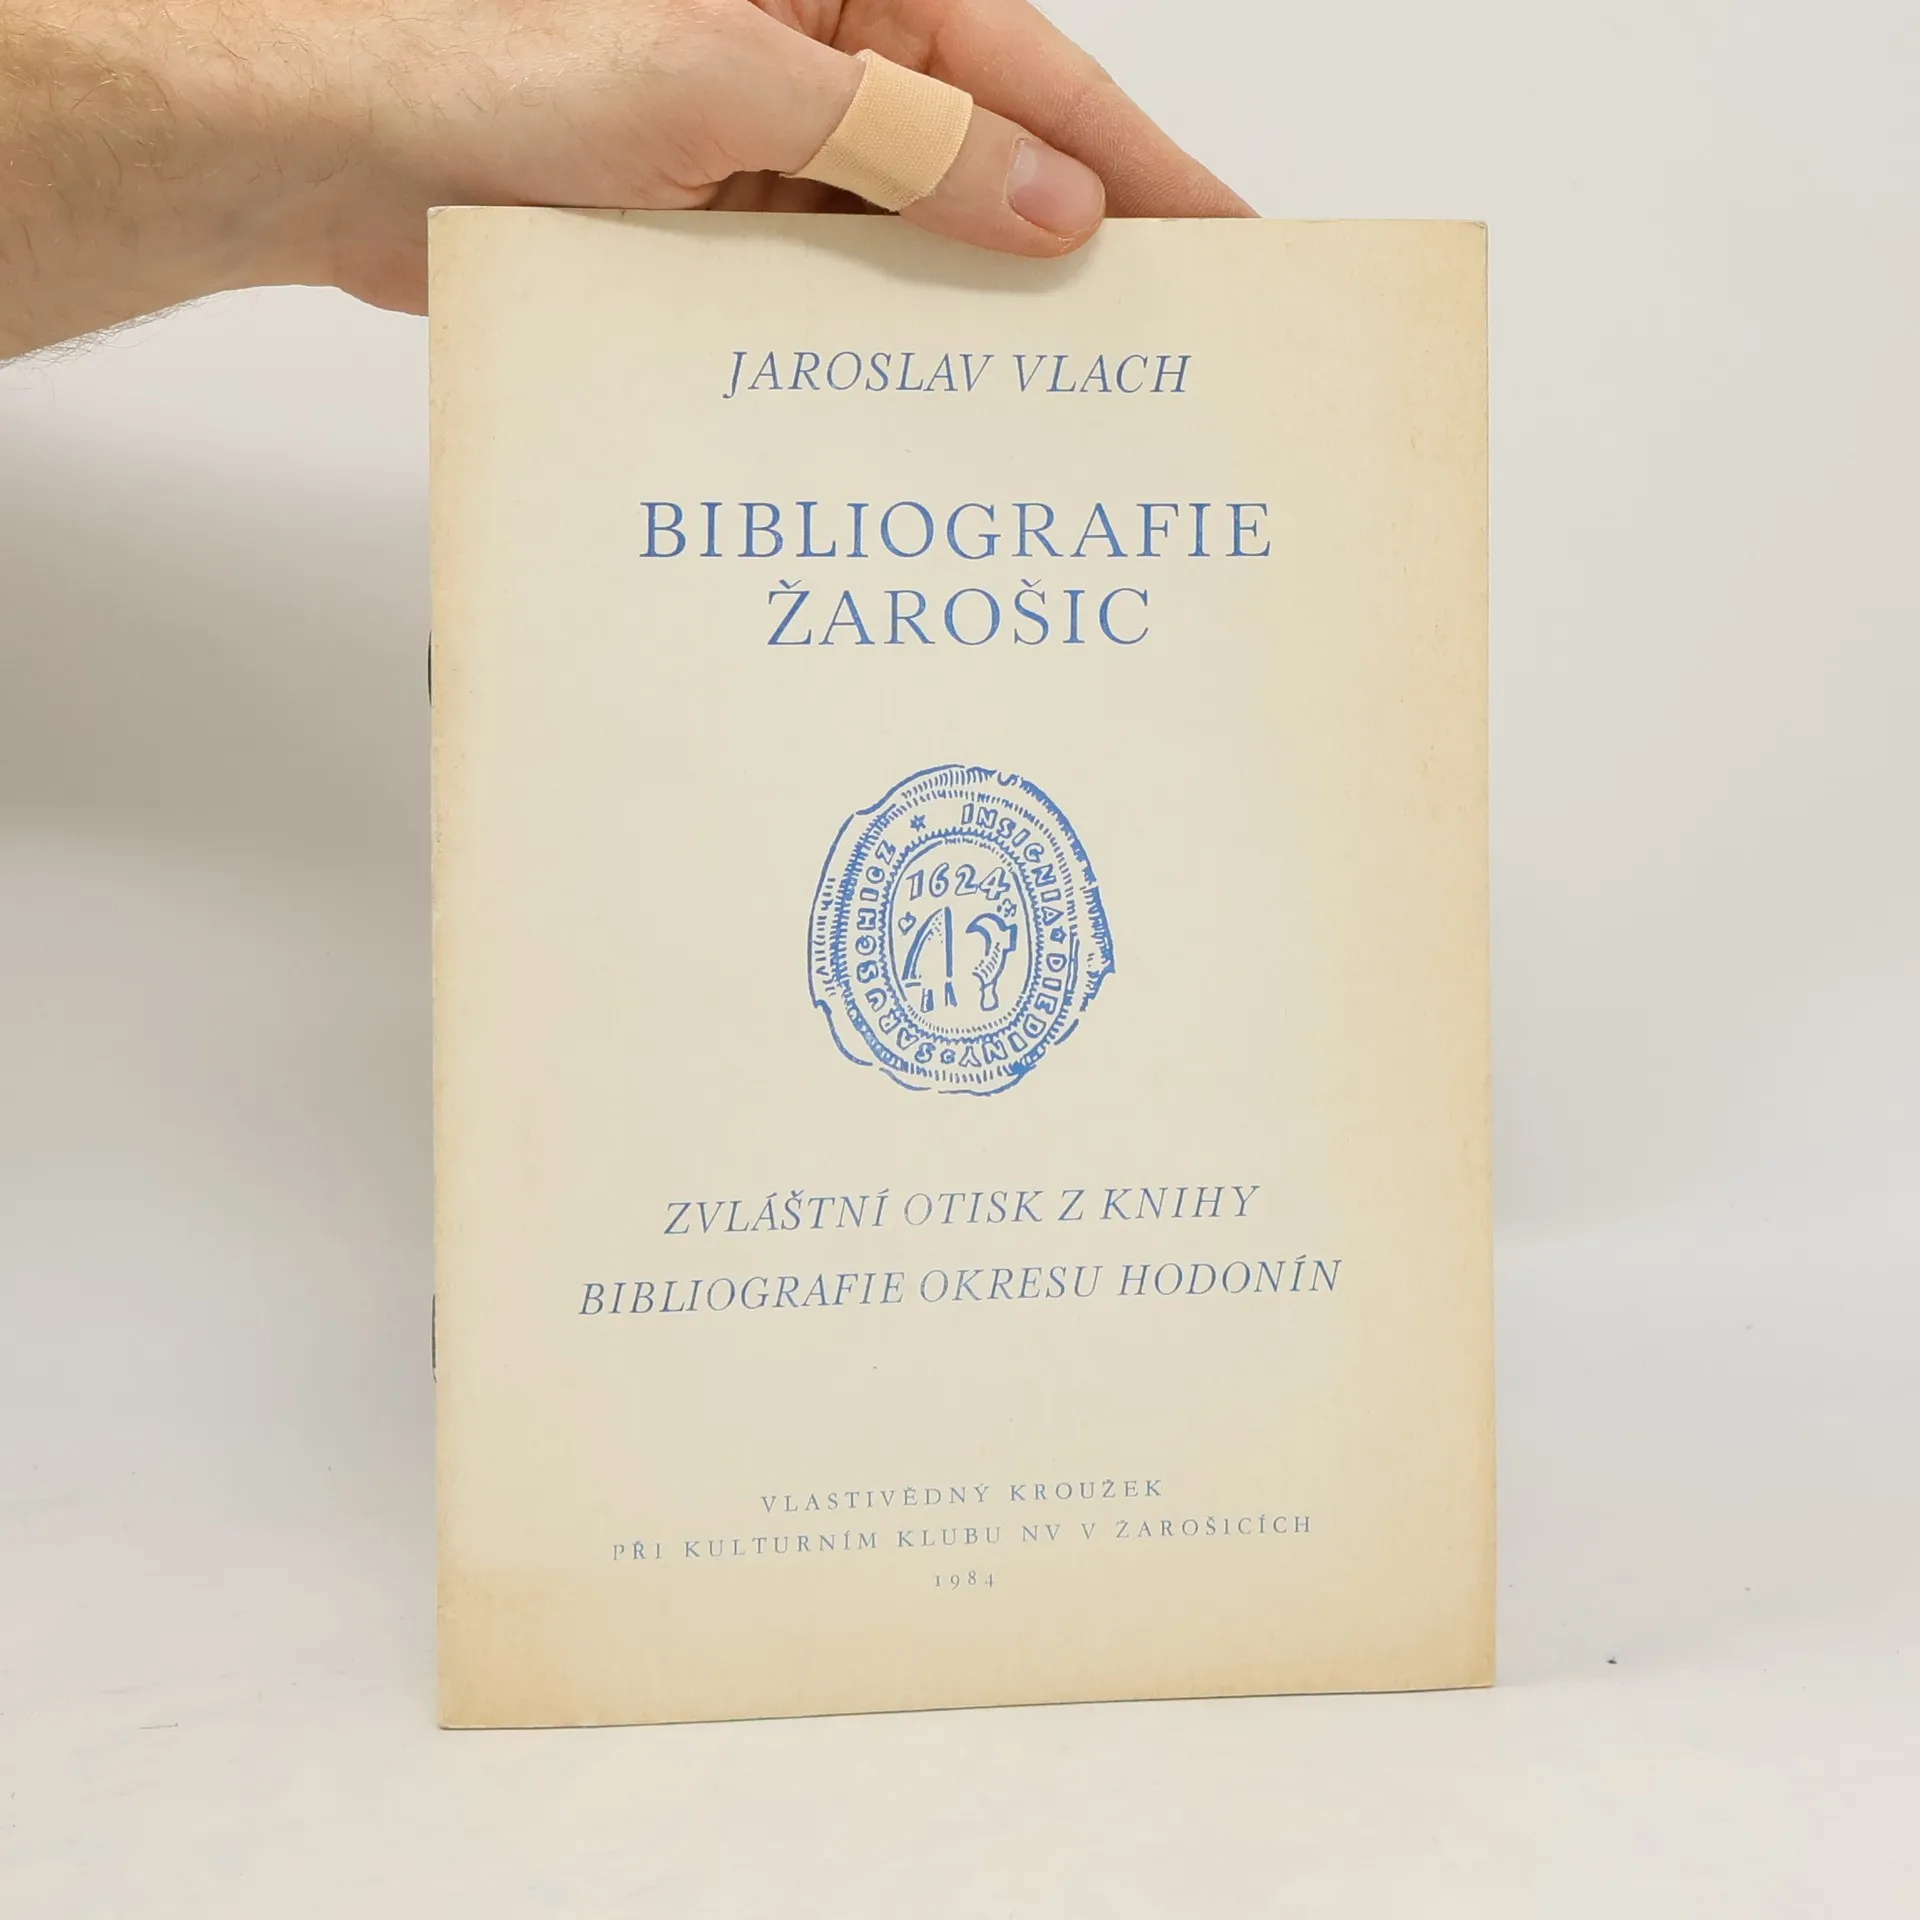 JAROSLAV VLACH
BIBLIOGRAFIE
ŽAROŠIC
* INSIGNIA * DIEDINY * SARUSCHICZ
1624
ZVLÁŠTNÍ OTISK Z KNIHY
BIBLIOGRAFIE OKRESU HODONÍN
VLASTIVĚDNÝ KROUŽEK
PŘI KULTURNÍM KLUBU NV V ŽAROŠICÍCH
1984